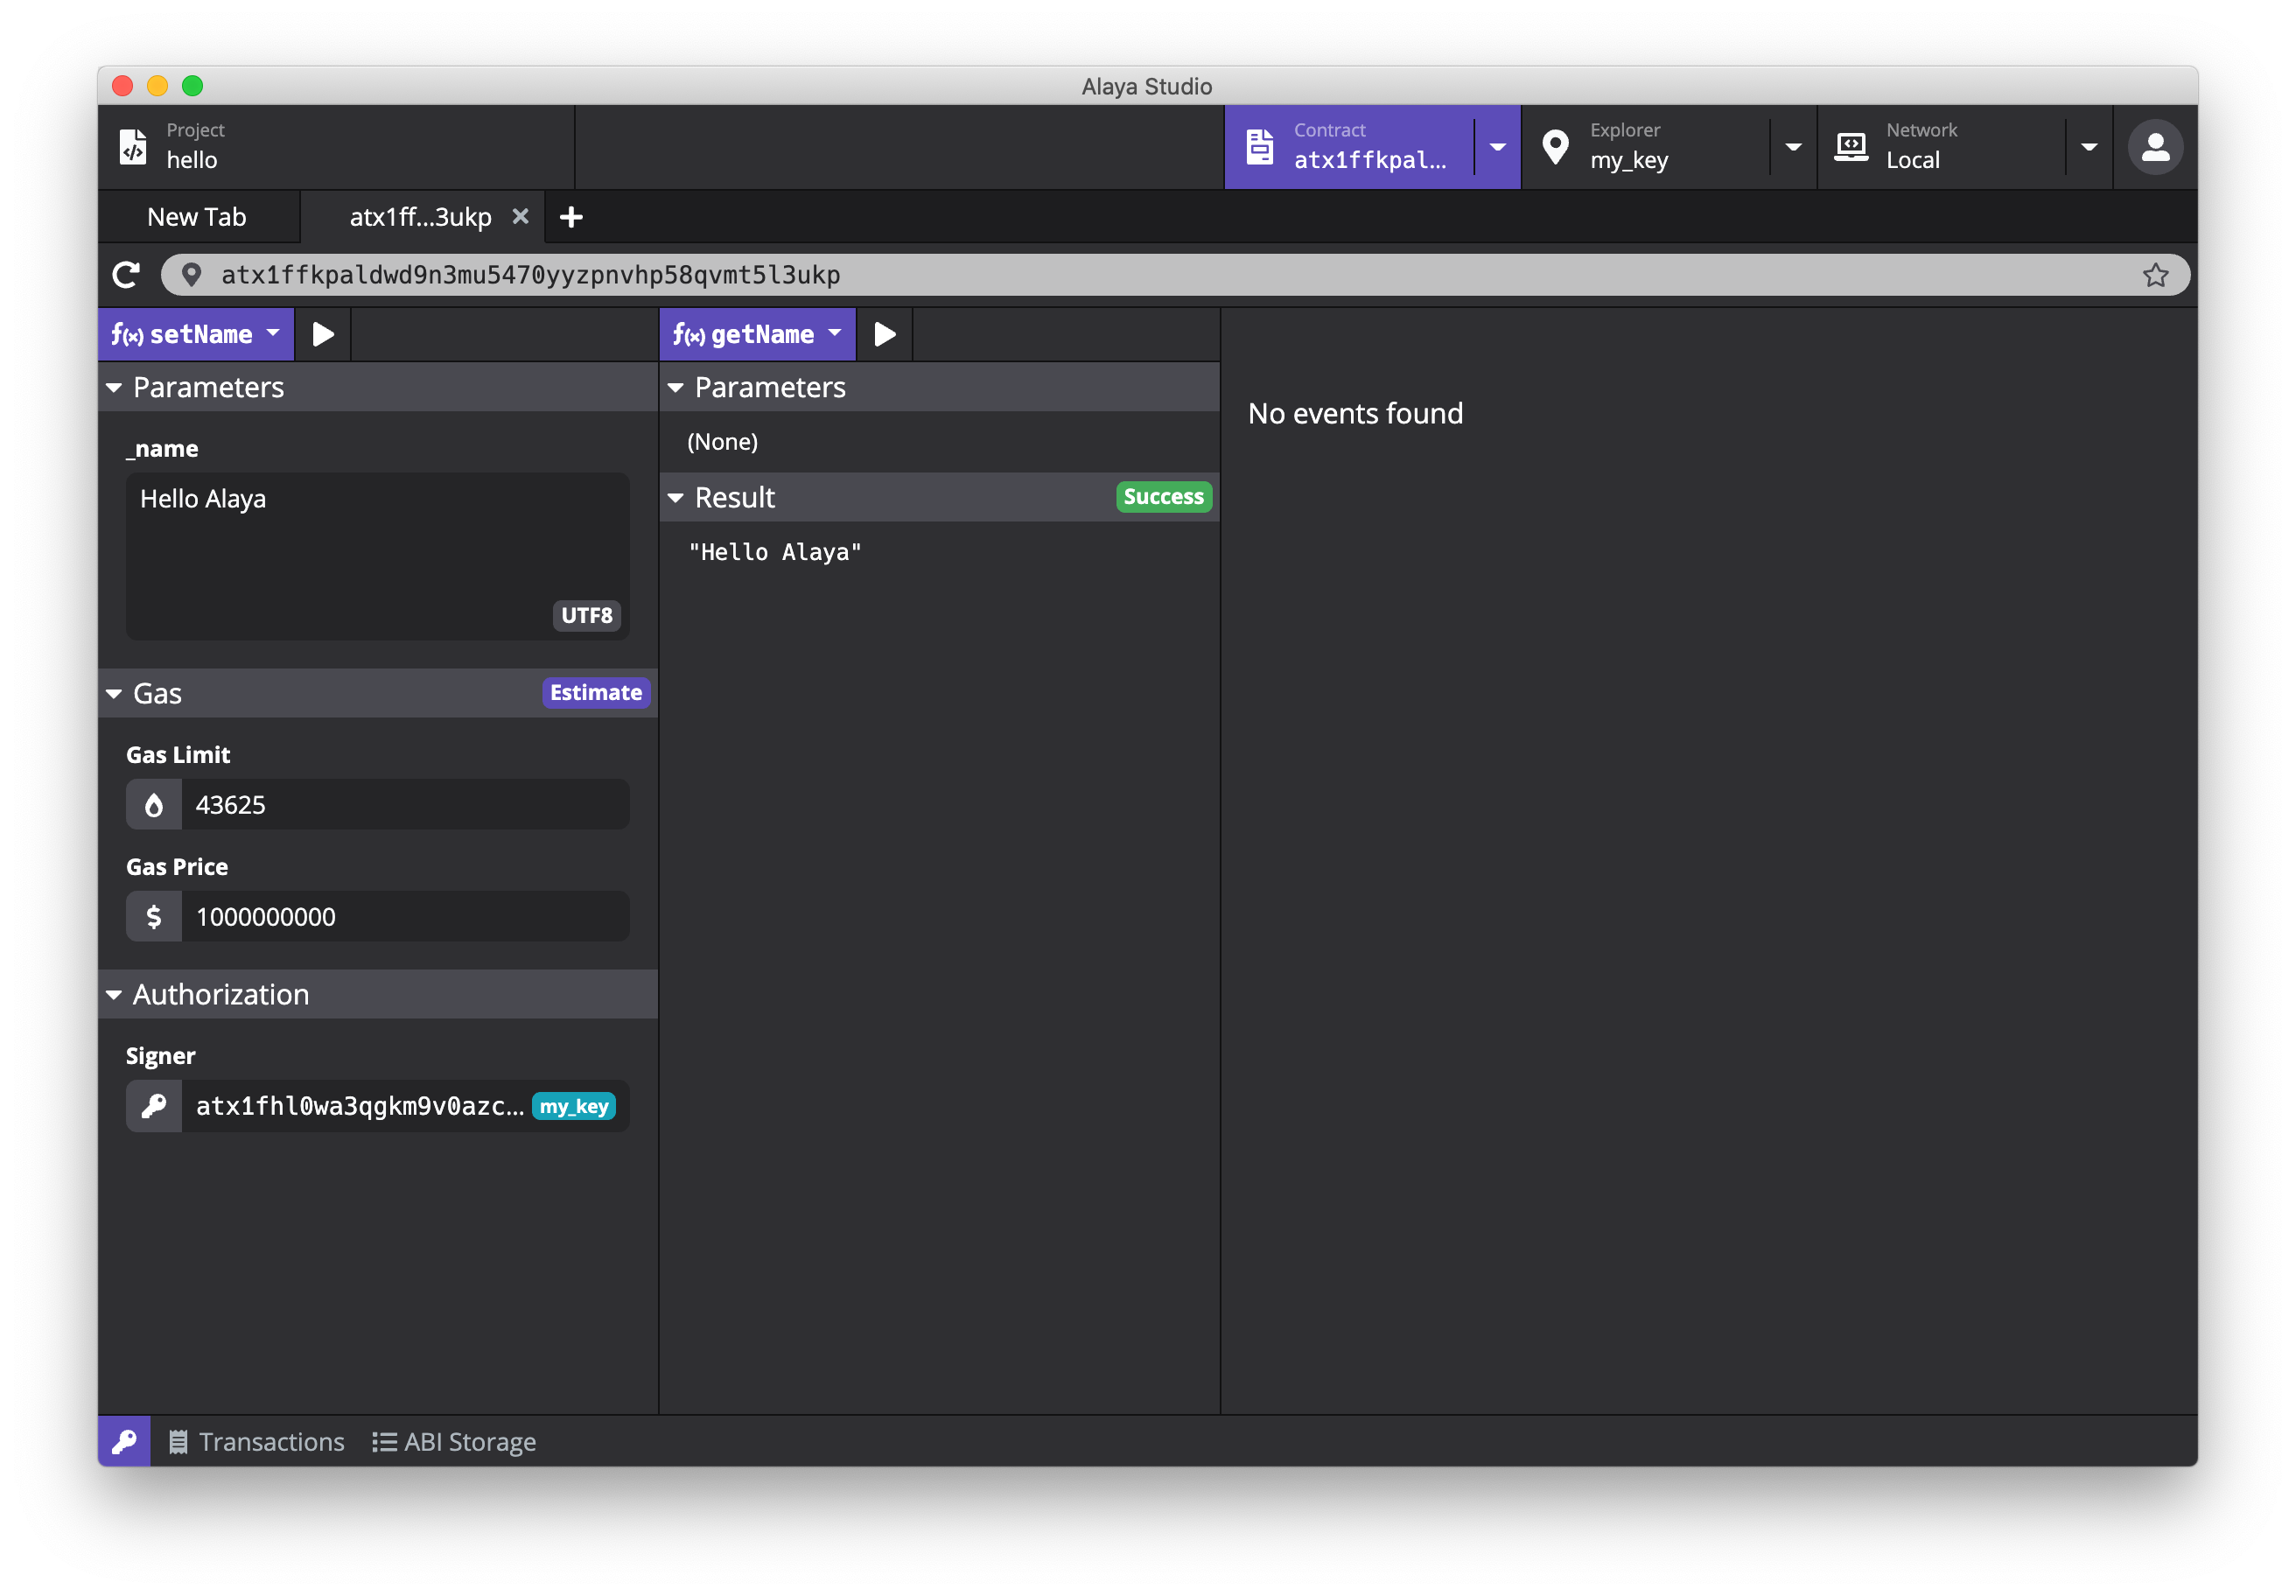 Alaya Studio
Project
hello
Contract
atx1ffkpal...
Explorer
my_key
Network
Local
New Tab
atx1ff...3ukp
atx1ffkpaldwd9n3mu5470yyzpnvhp58qvmt5l3ukp
f(x) setName
f(x) getName
Parameters
_name
Hello Alaya
UTF8
Gas
Estimate
Gas Limit
43625
Gas Price
$ 1000000000
Authorization
Signer
atx1fhl0wa3qgkm9v0azc... my_key
Parameters
(None)
Result
Success
"Hello Alaya"
No events found
Transactions
ABI Storage